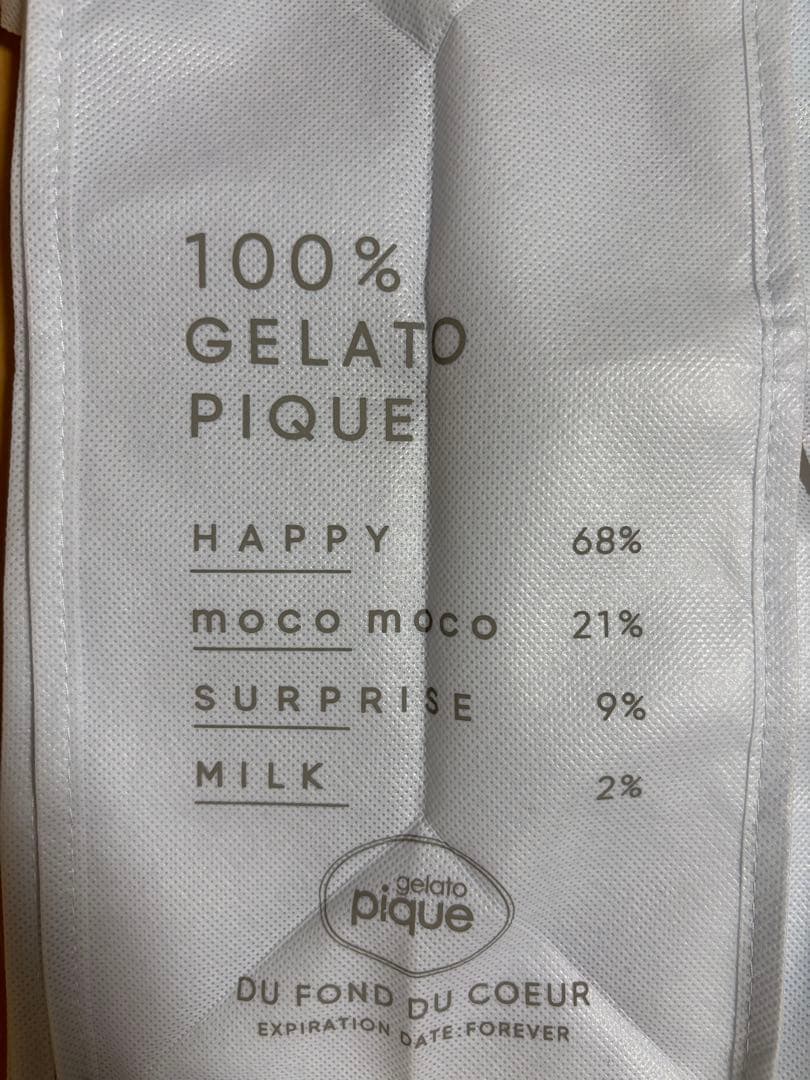 100%
GELATO
PIQUE
HAPPY 68%
moco moco 21%
SURPRISE 9%
MILK 2%
gelato
pique
DU FOND DU COEUR
EXPIRATION DATE:FOREVER